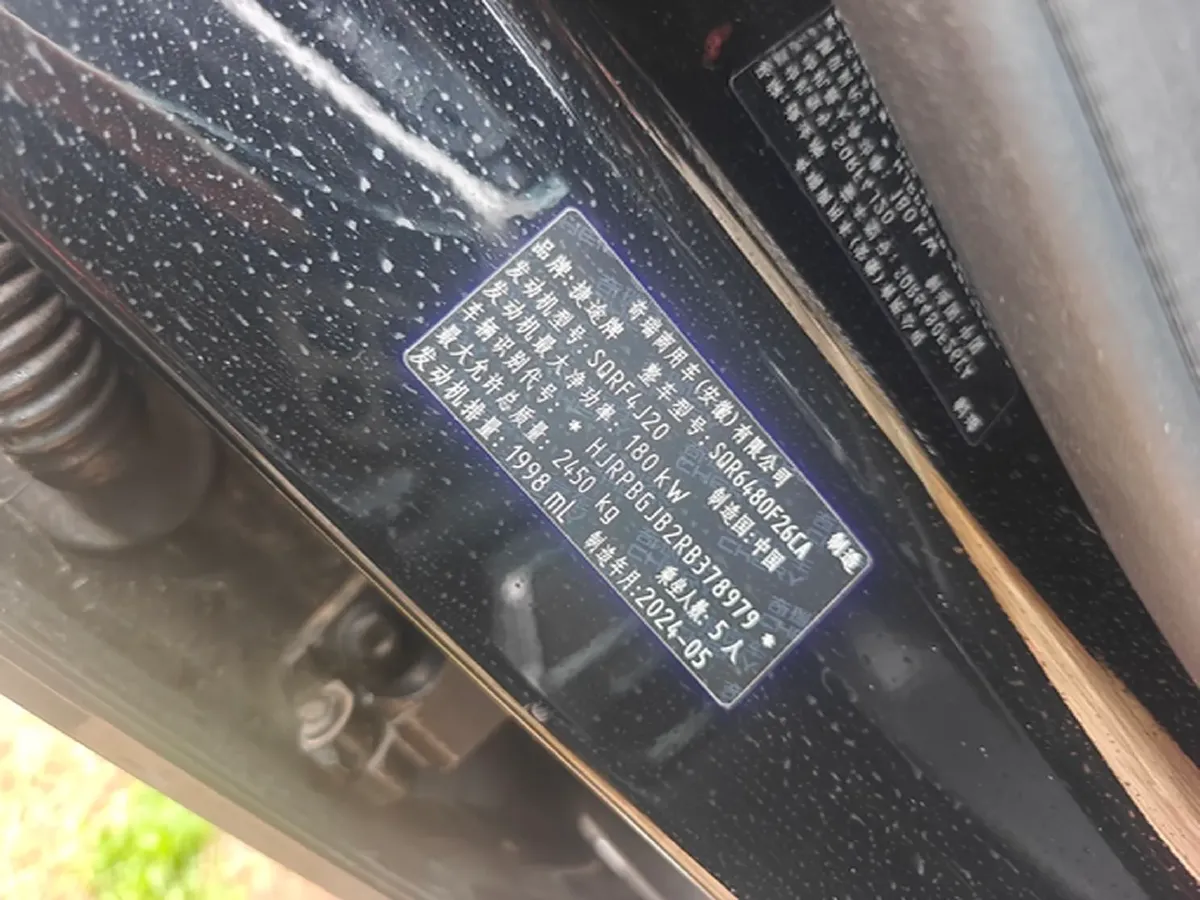 奇瑞商用车(安徽)有限公司 制造
品牌:捷途牌 整车型号:SQR6480F26CA
发动机型号:SQRF4J20 制造国:中国
发动机最大净功率:180 kW
车辆识别代号:* HJRPBGJB2RB378979 *
最大允许总质量:2450 kg 乘坐人数:5人
发动机排量:1998 mL 制造年月:2024-05